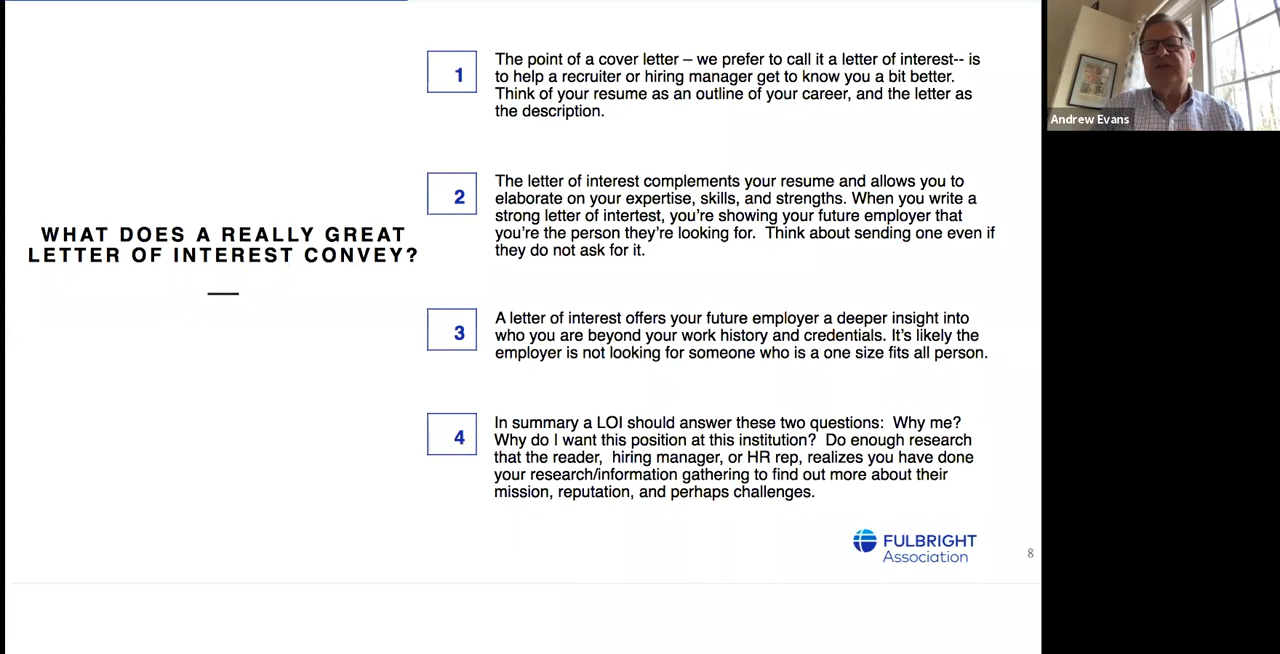 WHAT DOES A REALLY GREAT
LETTER OF INTEREST CONVEY?
1
The point of a cover letter – we prefer to call it a letter of interest-- is
to help a recruiter or hiring manager get to know you a bit better.
Think of your resume as an outline of your career, and the letter as
the description.
2
The letter of interest complements your resume and allows you to
elaborate on your expertise, skills, and strengths. When you write a
strong letter of intertest, you’re showing your future employer that
you’re the person they’re looking for.  Think about sending one even if
they do not ask for it.
3
A letter of interest offers your future employer a deeper insight into
who you are beyond your work history and credentials. It’s likely the
employer is not looking for someone who is a one size fits all person.
4
In summary a LOI should answer these two questions:  Why me?
Why do I want this position at this institution?  Do enough research
that the reader,  hiring manager, or HR rep, realizes you have done
your research/information gathering to find out more about their
mission, reputation, and perhaps challenges.
FULBRIGHT
Association
8
Andrew Evans